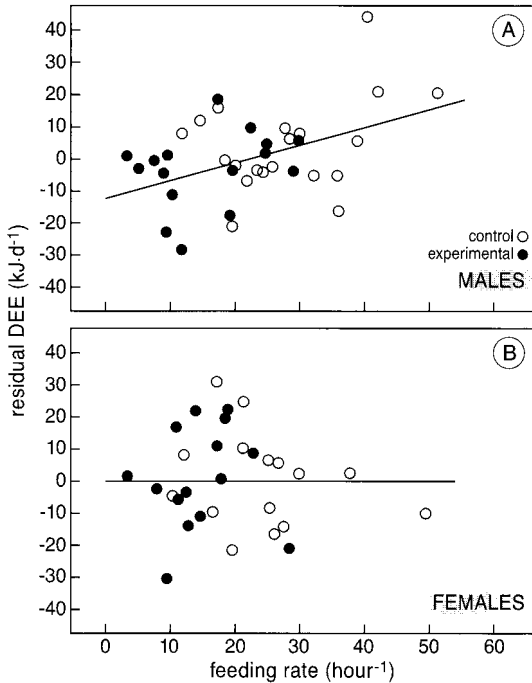 A
40
30
20
10
0
-10
-20
-30
-40
control
experimental
MALES
residual DEE (kJ·d⁻¹)
B
40
30
20
10
0
-10
-20
-30
-40
FEMALES
0 10 20 30 40 50 60
feeding rate (hour⁻¹)